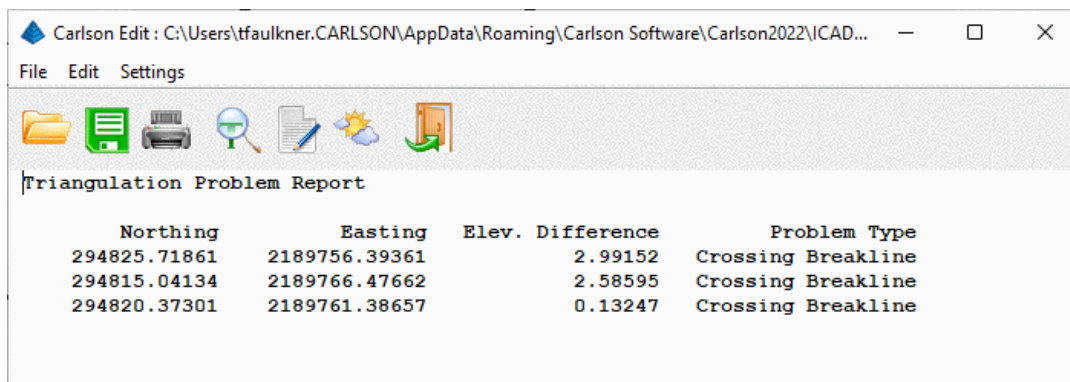 Carlson Edit : C:\Users\tfaulkner.CARLSON\AppData\Roaming\Carlson Software\Carlson2022\ICAD...
File Edit Settings
Triangulation Problem Report
Northing Easting Elev. Difference Problem Type
294825.71861 2189756.39361 2.99152 Crossing Breakline
294815.04134 2189766.47662 2.58595 Crossing Breakline
294820.37301 2189761.38657 0.13247 Crossing Breakline